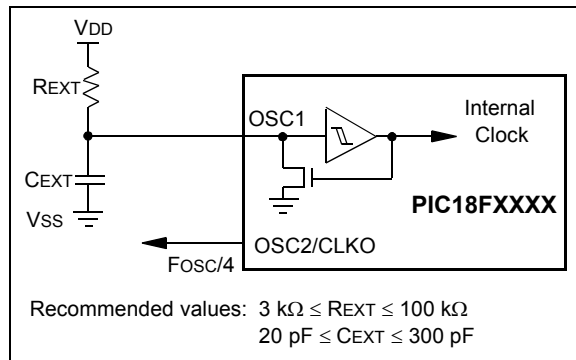 VDD
REXT
OSC1
Internal
Clock
CEXT
PIC18FXXXX
VSS
OSC2/CLKO
FOSC/4
Recommended values: 3 kΩ ≤ REXT ≤ 100 kΩ
20 pF ≤ CEXT ≤ 300 pF